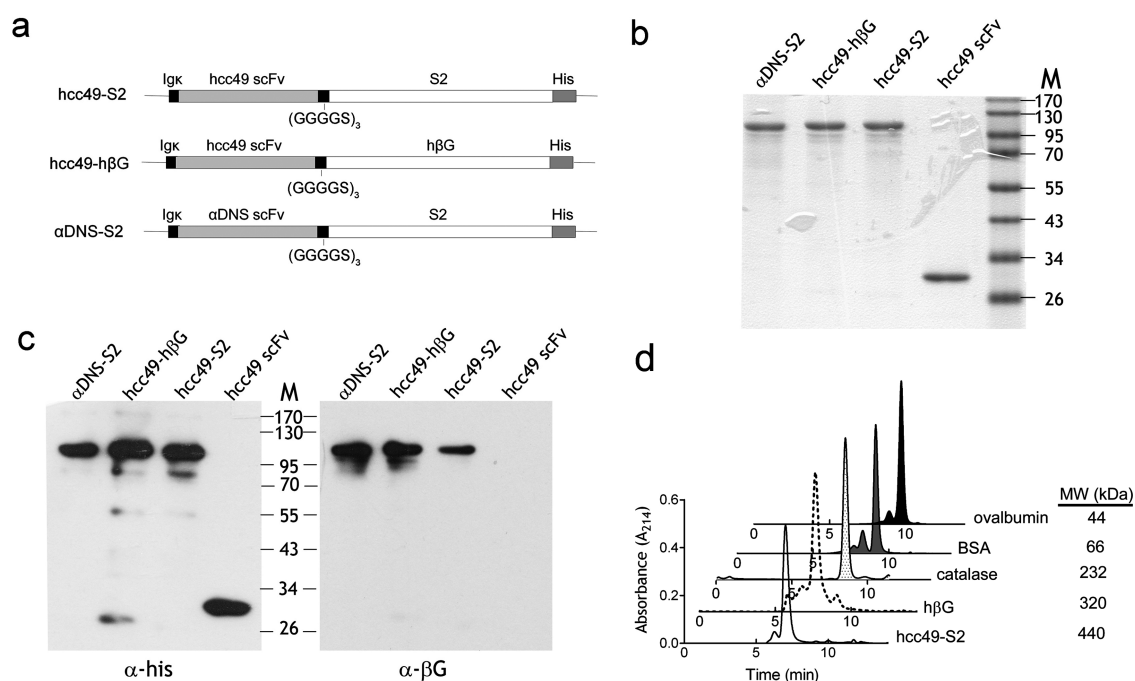 a
Igκ hcc49 scFv S2 His
hcc49-S2
(GGGGS)3
Igκ hcc49 scFv hβG His
hcc49-hβG
(GGGGS)3
Igκ αDNS scFv S2 His
αDNS-S2
(GGGGS)3
b
αDNS-S2 hcc49-hβG hcc49-S2 hcc49 scFv M
170
130
95
70
55
43
34
26
c
αDNS-S2 hcc49-hβG hcc49-S2 hcc49 scFv M αDNS-S2 hcc49-hβG hcc49-S2 hcc49 scFv
170
130
95
70
55
43
34
26
α-his α-βG
d
MW (kDa)
0.6
0.4
0.2
0.0
Absorbance (A214)
0 5 10 ovalbumin 44
0 5 10 BSA 66
0 5 10 catalase 232
0 5 10 hβG 320
0 5 10 hcc49-S2 440
Time (min)